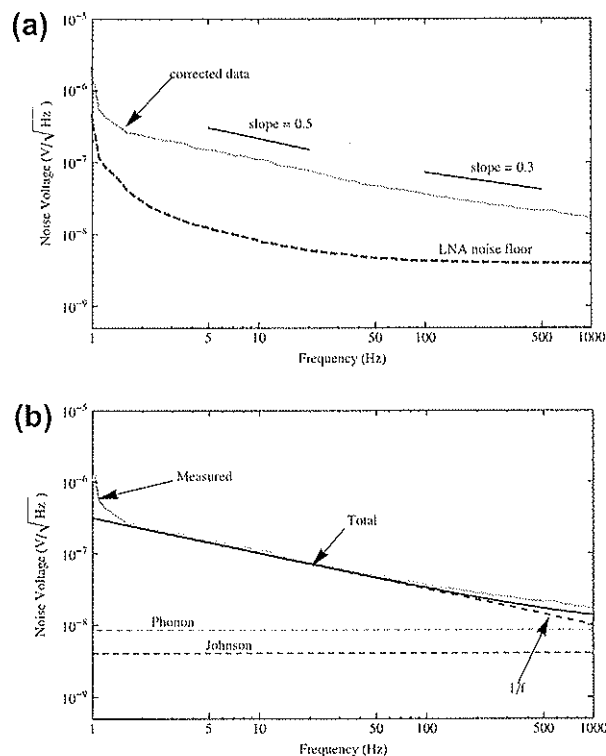 (a)
10⁻⁵
10⁻⁶
10⁻⁷
10⁻⁸
10⁻⁹
Noise Voltage (V/√Hz)
corrected data
slope = 0.5
slope = 0.3
LNA noise floor
1
5
10
50
100
500
1000
Frequency (Hz)
(b)
10⁻⁵
10⁻⁶
10⁻⁷
10⁻⁸
10⁻⁹
Noise Voltage (V/√Hz)
Measured
Total
Phonon
Johnson
1/f
1
5
10
50
100
500
1000
Frequency (Hz)